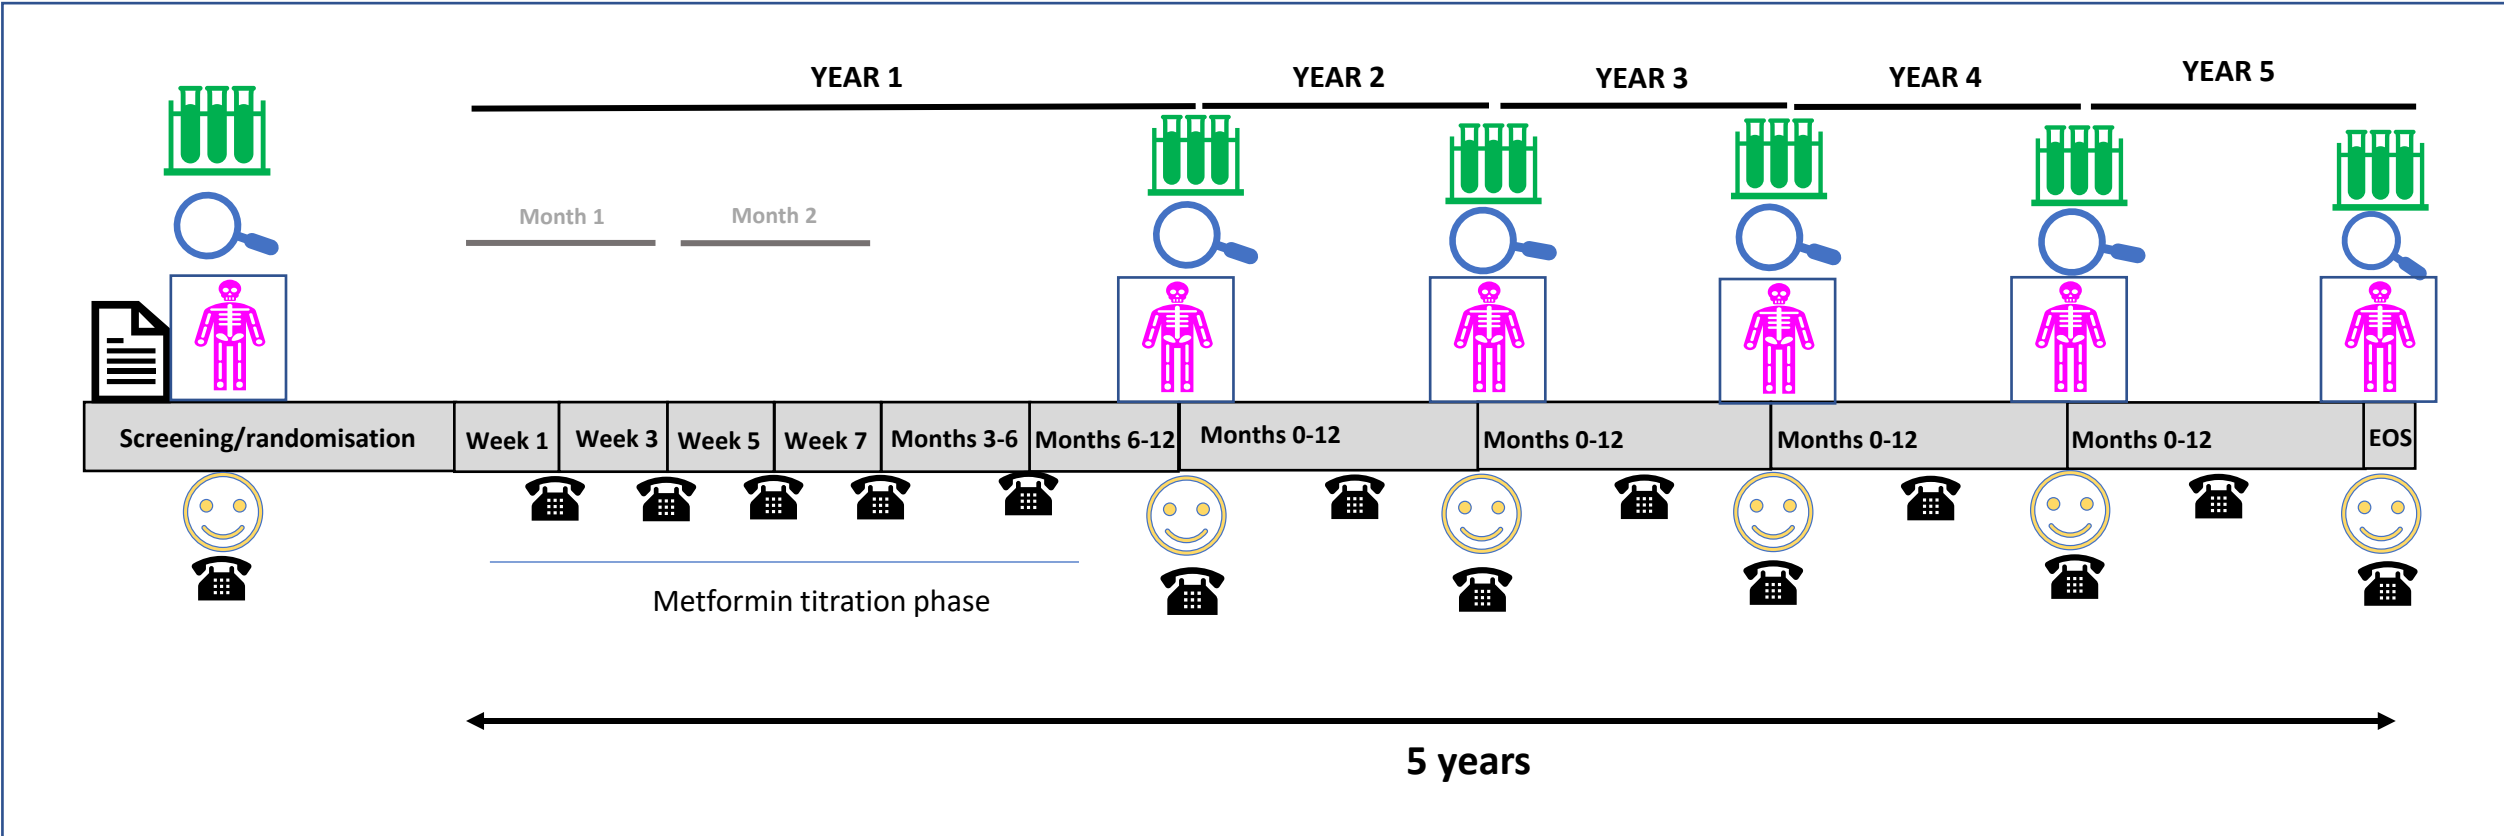 YEAR 1
YEAR 2
YEAR 3
YEAR 4
YEAR 5
Month 1
Month 2
Screening/randomisation
Week 1
Week 3
Week 5
Week 7
Months 3-6
Months 6-12
Months 0-12
Months 0-12
Months 0-12
Months 0-12
EOS
Metformin titration phase
5 years